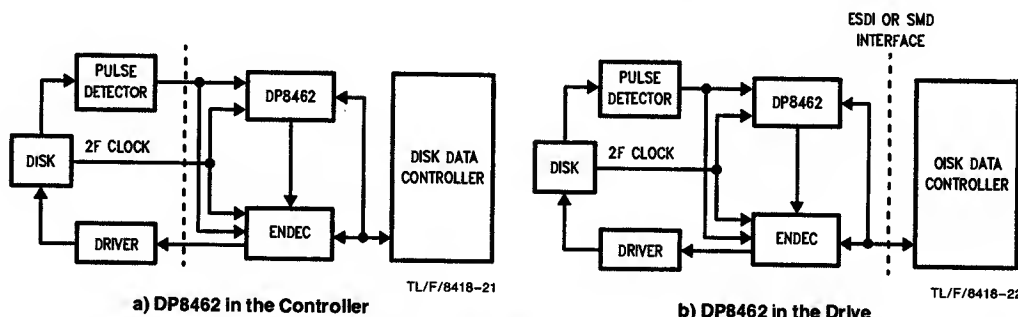 PULSE
DETECTOR
DP8462
2F CLOCK
DISK
DISK DATA
CONTROLLER
DRIVER
ENDEC
TL/F/8418-21
a) DP8462 in the Controller
ESDI OR SMD
INTERFACE
PULSE
DETECTOR
DP8462
2F CLOCK
DISK
OISK DATA
CONTROLLER
DRIVER
ENDEC
TL/F/8418-22
b) DP8462 in the Drive